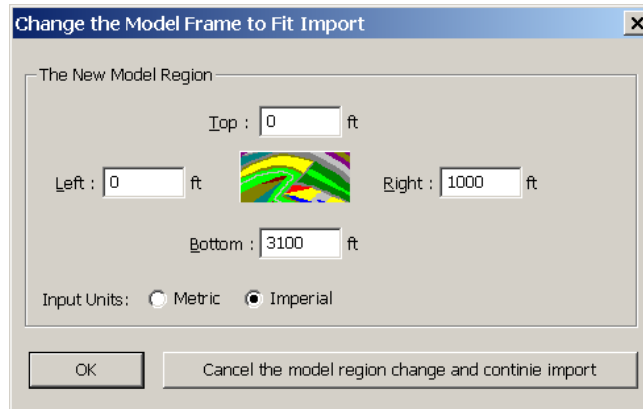 Change the Model Frame to Fit Import
The New Model Region
Top : 0 ft
Left : 0 ft
Right : 1000 ft
Bottom : 3100 ft
Input Units: Metric Imperial
OK
Cancel the model region change and continie import